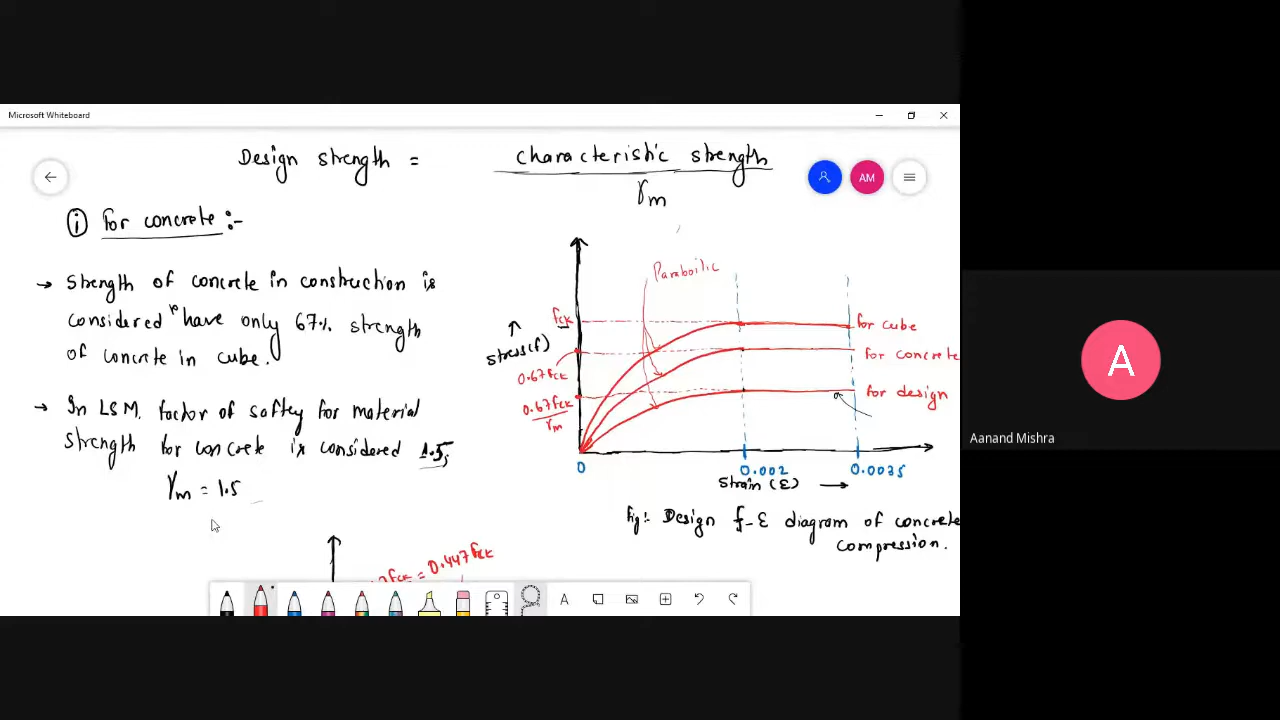 Microsoft Whiteboard
Design strength = characteristic strength
γm
AM
(i) For concrete :-
→ Strength of concrete in construction is
considered to have only 67% strength
of concrete in cube.
→ In LSM, factor of saftey for material
strength for concrete is considered 1.5,
γm = 1.5
Paraboilic
fck
↑
stress(f)
0.67fck
0.67fck
γm
for cube
for concrete
for design
0
0.002
0.0035
Strain (ε) →
fig:- Design f-ε diagram of concrete
compression.
fck = 0.447fck
A
A
Aanand Mishra